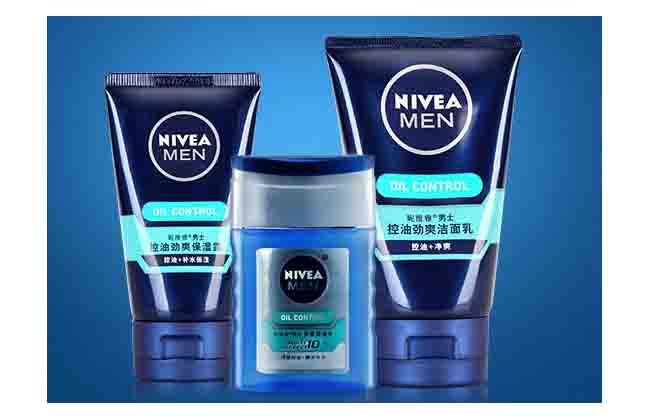 NIVEA
MEN
OIL CONTROL
妮维雅®男士
控油劲爽保湿露
控油+补水保湿
NIVEA
MEN
OIL CONTROL
10
NIVEA
MEN
OIL CONTROL
妮维雅®男士
控油劲爽洁面乳
控油+净爽